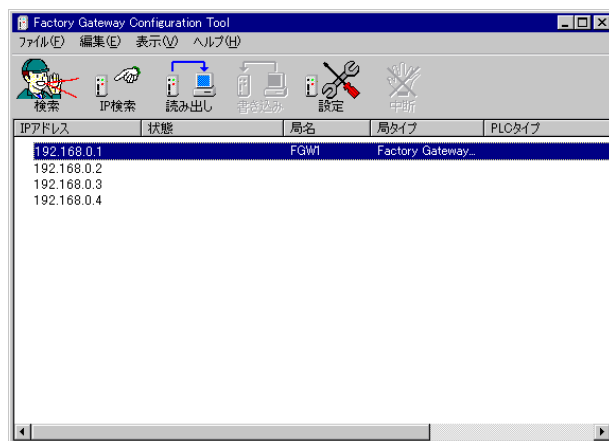 Factory Gateway Configuration Tool
ファイル(F) 編集(E) 表示(V) ヘルプ(H)
検索 IP検索 読み出し 書き込み 設定 中断
IPアドレス 状態 局名 局タイプ PLCタイプ
192.168.0.1 FGW1 Factory Gateway...
192.168.0.2
192.168.0.3
192.168.0.4